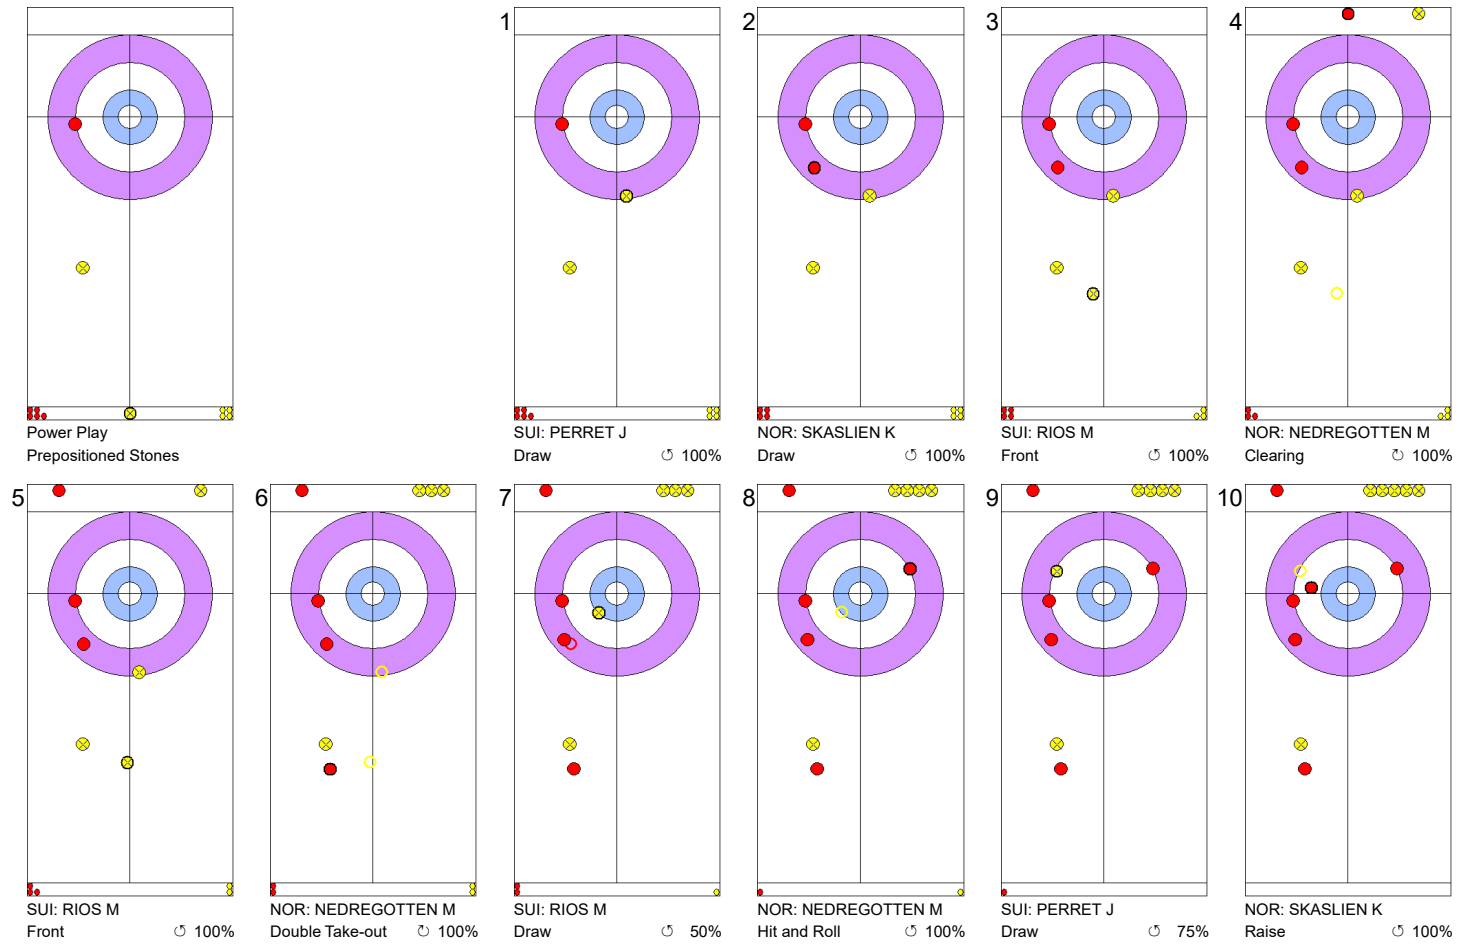 Power Play
Prepositioned Stones
1
SUI: PERRET J
Draw ↺ 100%
2
NOR: SKASLIEN K
Draw ↺ 100%
3
SUI: RIOS M
Front ↺ 100%
4
NOR: NEDREGOTTEN M
Clearing ↻ 100%
5
SUI: RIOS M
Front ↺ 100%
6
NOR: NEDREGOTTEN M
Double Take-out ↻ 100%
7
SUI: RIOS M
Draw ↺ 50%
8
NOR: NEDREGOTTEN M
Hit and Roll ↺ 100%
9
SUI: PERRET J
Draw ↺ 75%
10
NOR: SKASLIEN K
Raise ↺ 100%